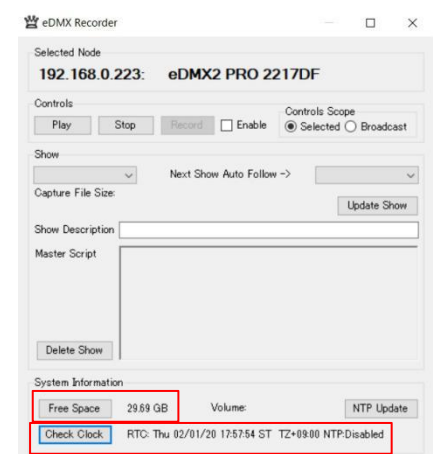 eDMX Recorder
Selected Node
192.168.0.223: eDMX2 PRO 2217DF
Controls
Play Stop Record Enable
Controls Scope
Selected Broadcast
Show
Next Show Auto Follow ->
Capture File Size:
Update Show
Show Description
Master Script
Delete Show
System Information
Free Space 29.69 GB Volume: NTP Update
Check Clock RTC: Thu 02/01/20 17:57:54 ST TZ+09:00 NTP:Disabled